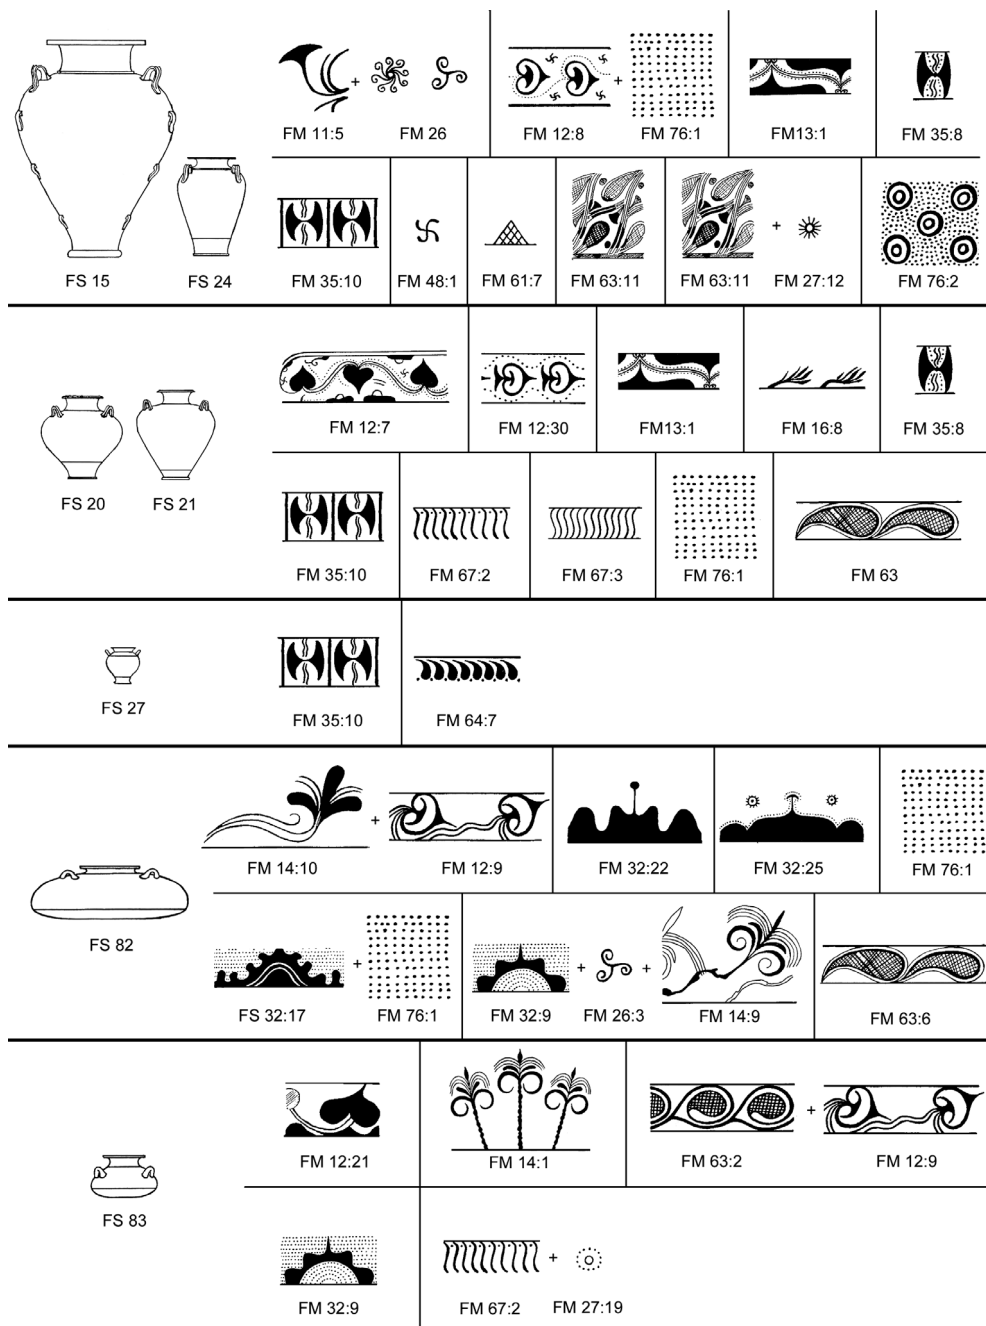 FM 11:5 + FM 26
FM 12:8 + FM 76:1
FM13:1
FM 35:8
FS 15
FS 24
FM 35:10
FM 48:1
FM 61:7
FM 63:11
FM 63:11 + FM 27:12
FM 76:2
FM 12:7
FM 12:30
FM13:1
FM 16:8
FM 35:8
FS 20
FS 21
FM 35:10
FM 67:2
FM 67:3
FM 76:1
FM 63
FS 27
FM 35:10
FM 64:7
FM 14:10 + FM 12:9
FM 32:22
FM 32:25
FM 76:1
FS 82
FS 32:17 + FM 76:1
FM 32:9 + FM 26:3 + FM 14:9
FM 63:6
FM 12:21
FM 14:1
FM 63:2 + FM 12:9
FS 83
FM 32:9
FM 67:2 + FM 27:19